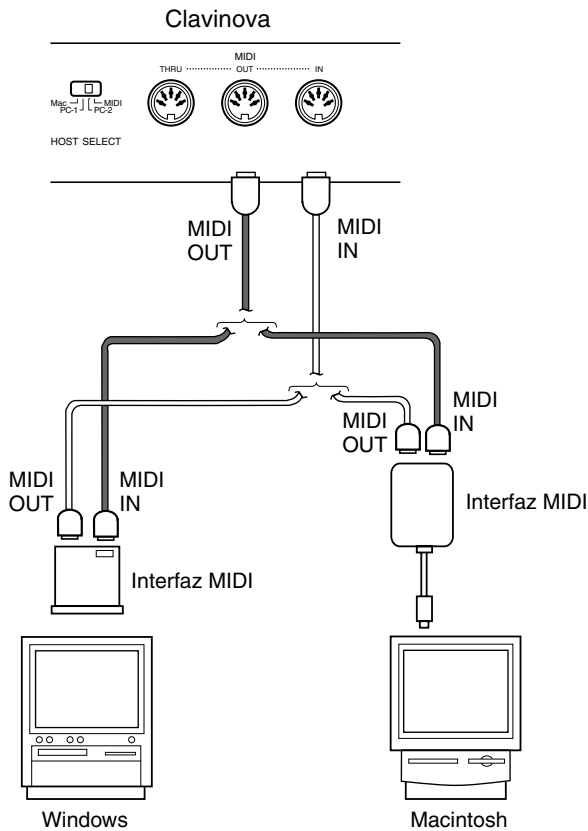 Clavinova
MIDI
THRU OUT IN
Mac MIDI
PC-1 PC-2
HOST SELECT
MIDI
OUT
MIDI
IN
MIDI
OUT
MIDI
IN
MIDI
OUT
MIDI
IN
Interfaz MIDI
Interfaz MIDI
Windows
Macintosh